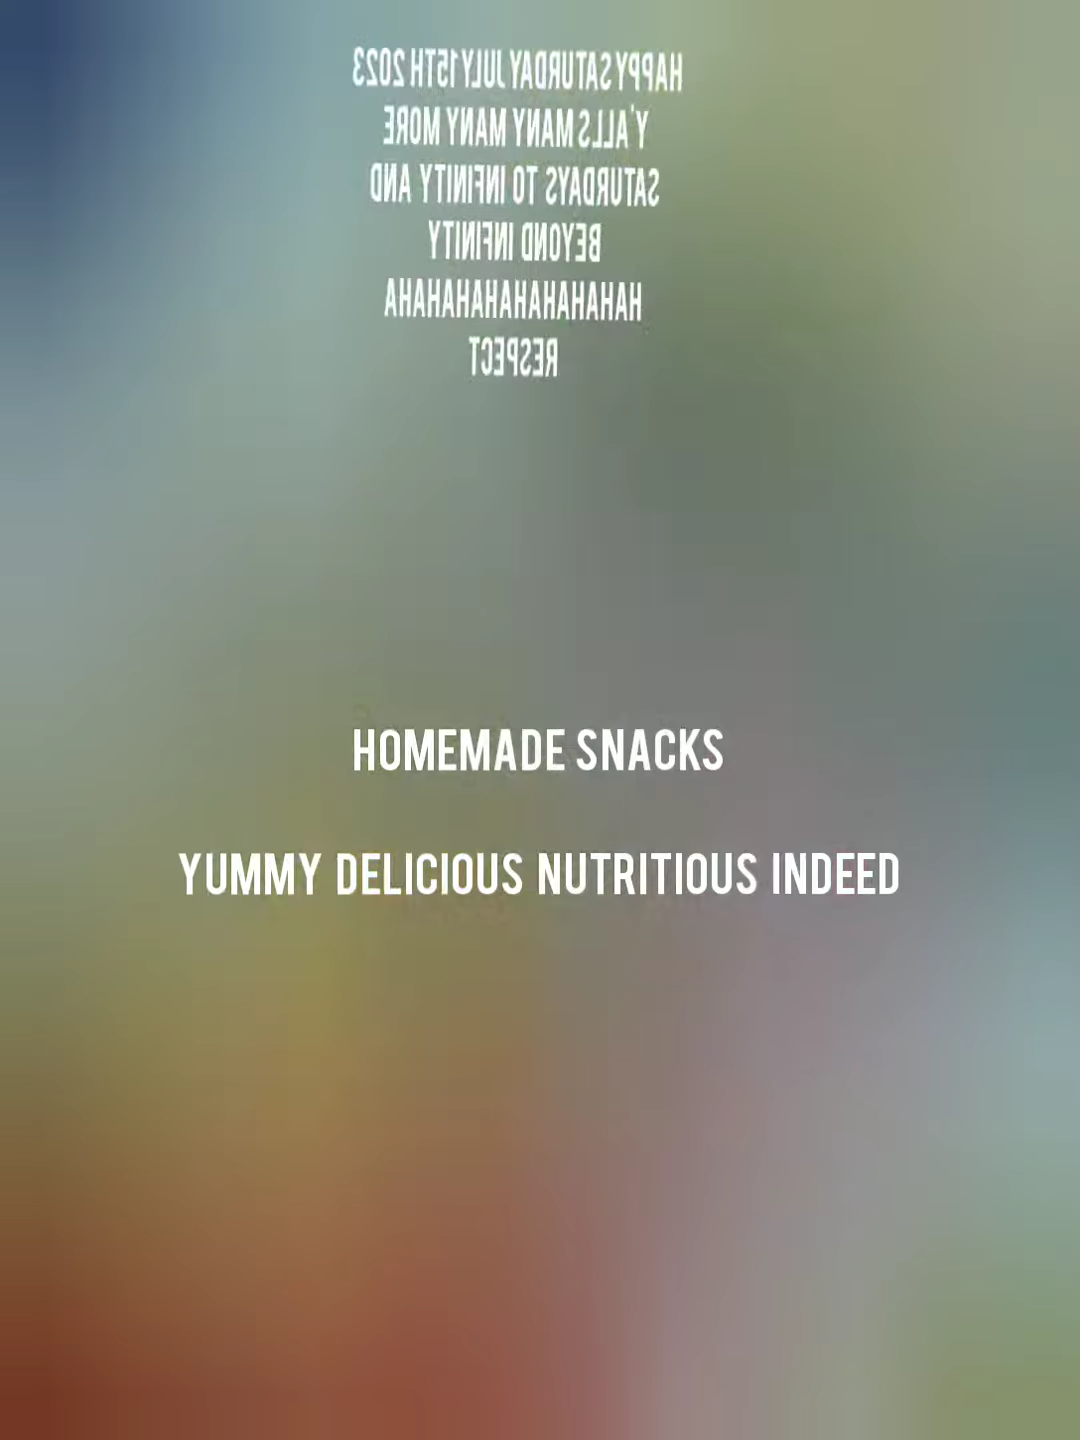 HAPPY SATURDAY JULY 15TH 2023
Y'ALLS MANY MANY MORE
SATURDAYS TO INFINITY AND
BEYOND INFINITY
HAHAHAHAHAHAHAHAHA
RESPECT
HOMEMADE SNACKS
YUMMY DELICIOUS NUTRITIOUS INDEED